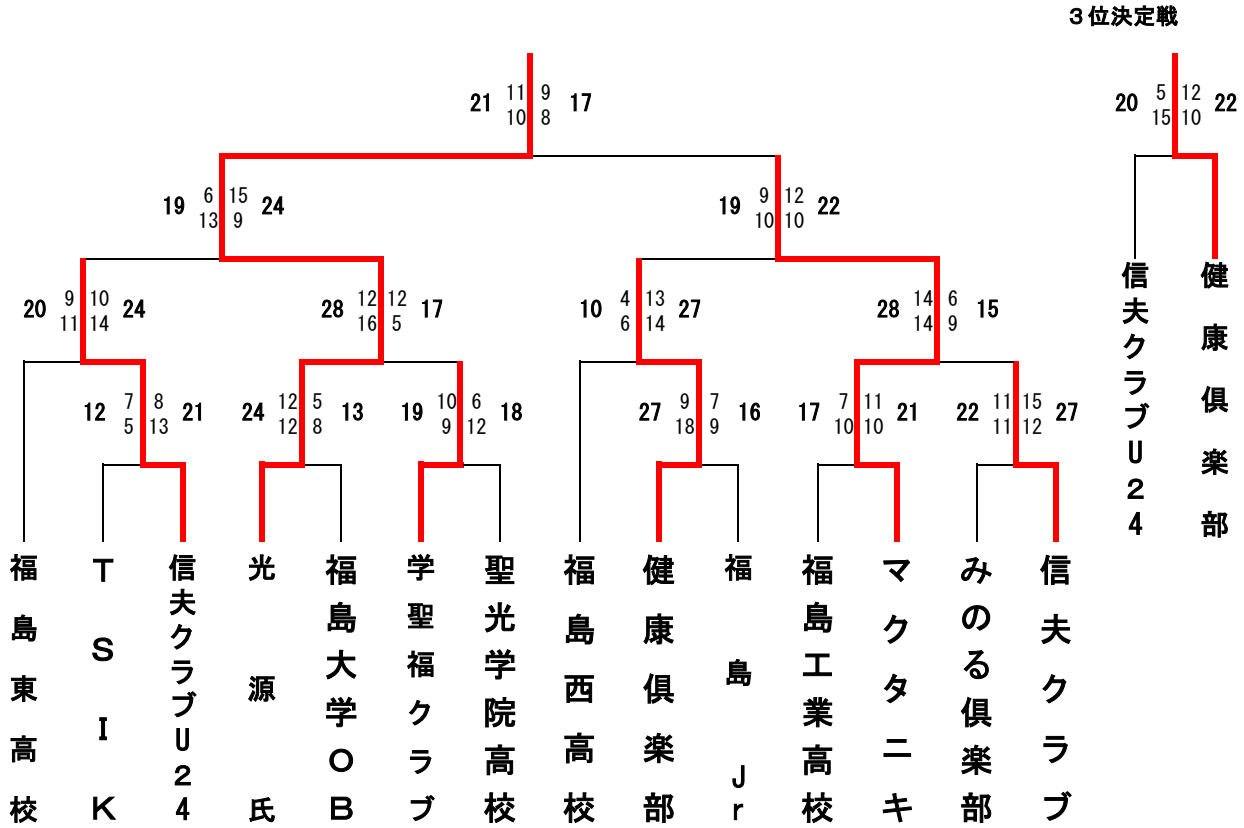 3位決定戦
21 11 9 17
10 8
20 5 12 22
15 10
19 6 15 24
13 9
19 9 12 22
10 10
20 9 10 24
11 14
28 12 12 17
16 5
10 4 13 27
6 14
28 14 6 15
14 9
信夫クラブU24
健康倶楽部
12 7 8 21
5 13
24 12 5 13
12 8
19 10 6 18
9 12
27 9 7 16
18 9
17 7 11 21
10 10
22 11 15 27
11 12
福島東高校
TSIK
信夫クラブU24
光源氏
福島大学OB
学聖福クラブ
聖光学院高校
福島西高校
健康倶楽部
福島Jr
福島工業高校
マクタニキ
みのる倶楽部
信夫クラブ